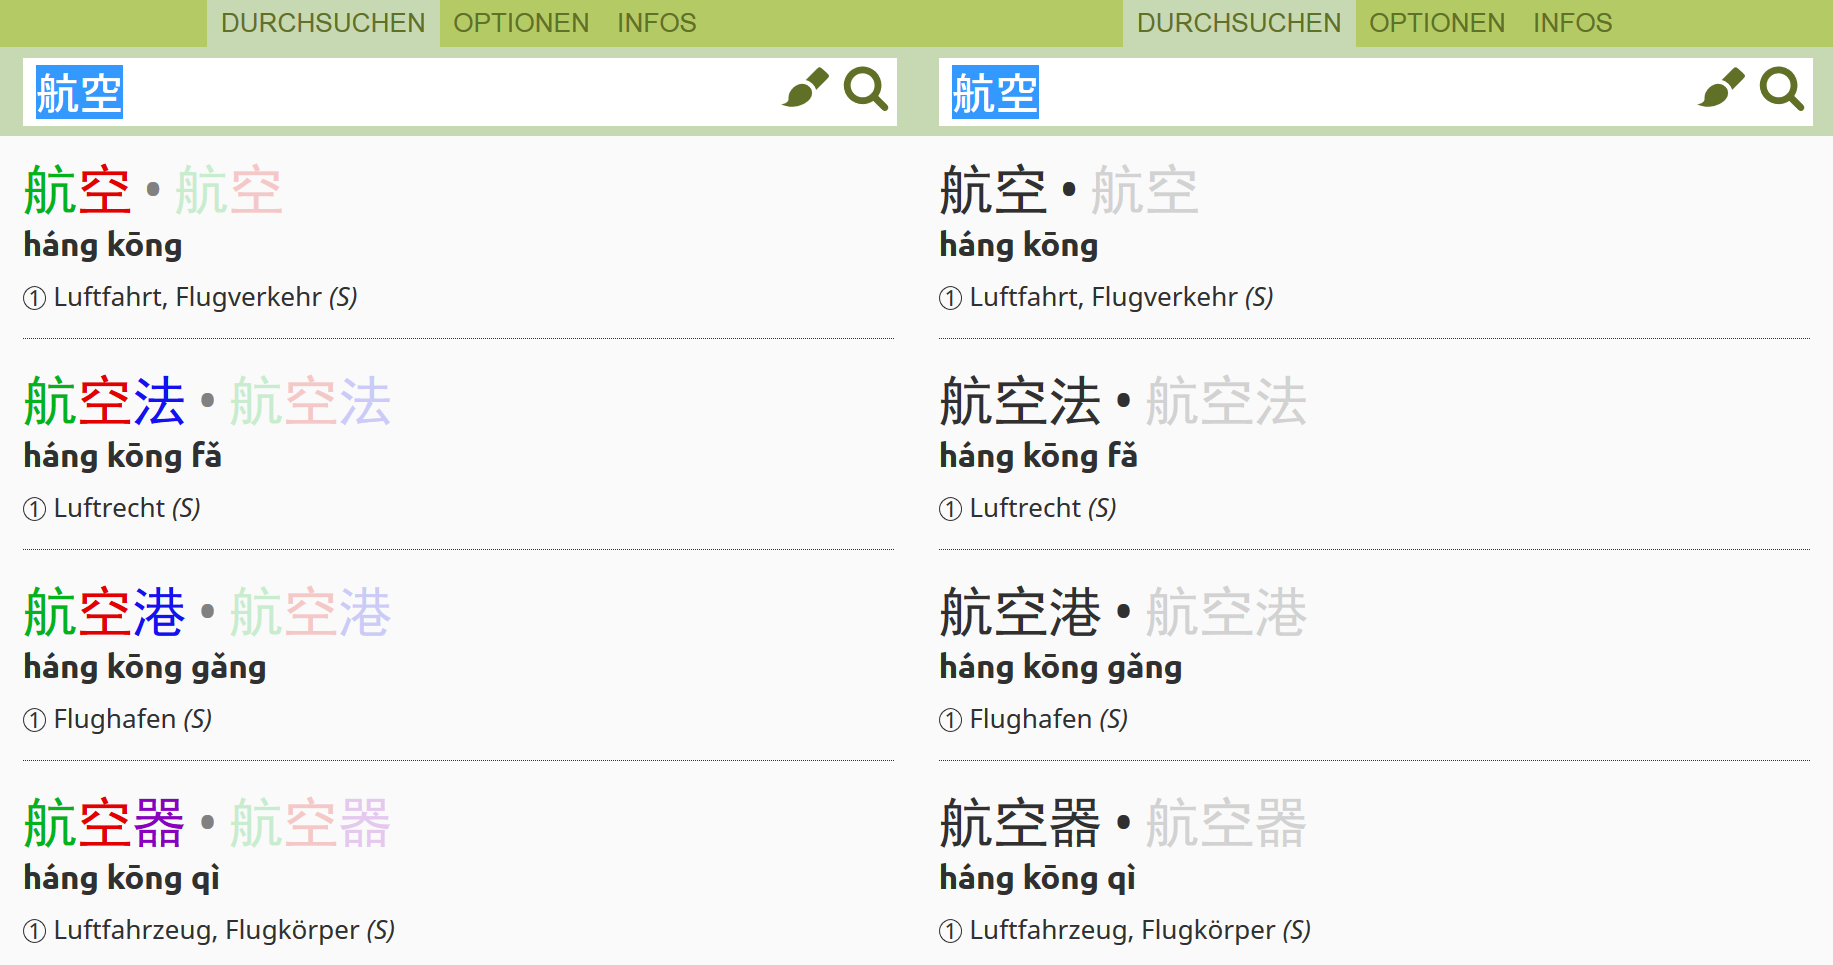 DURCHSUCHEN OPTIONEN INFOS
航空
航空 • 航空
háng kōng
① Luftfahrt, Flugverkehr (S)
航空法 • 航空法
háng kōng fǎ
① Luftrecht (S)
航空港 • 航空港
háng kōng gǎng
① Flughafen (S)
航空器 • 航空器
háng kōng qì
① Luftfahrzeug, Flugkörper (S)
DURCHSUCHEN OPTIONEN INFOS
航空
航空 • 航空
háng kōng
① Luftfahrt, Flugverkehr (S)
航空法 • 航空法
háng kōng fǎ
① Luftrecht (S)
航空港 • 航空港
háng kōng gǎng
① Flughafen (S)
航空器 • 航空器
háng kōng qì
① Luftfahrzeug, Flugkörper (S)